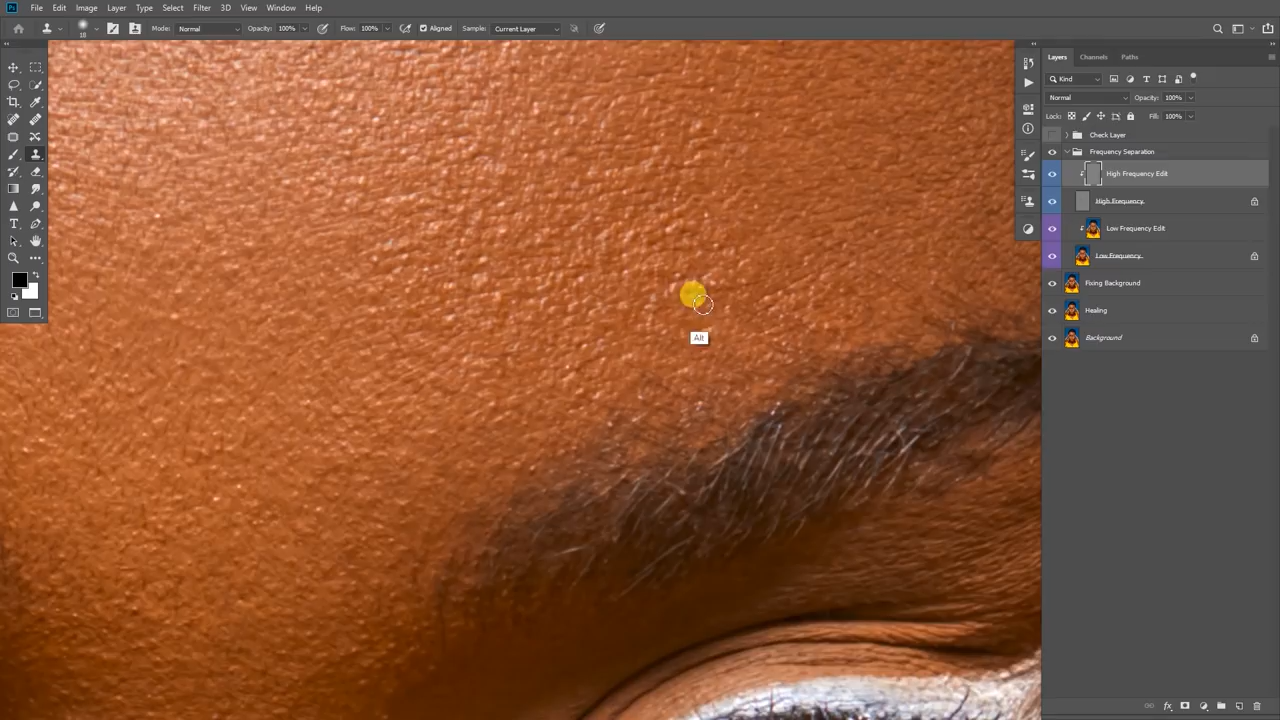 Ps File Edit Image Layer Type Select Filter 3D View Window Help
18 Mode: Normal Opacity: 100% Flow: 100% Aligned Sample: Current Layer
Layers Channels Paths
Kind
Normal Opacity: 100%
Lock: Fill: 100%
Check Layer
Frequency Separation
High Frequency Edit
High Frequency
Low Frequency Edit
Low Frequency
Fixing Background
Healing
Background
Alt